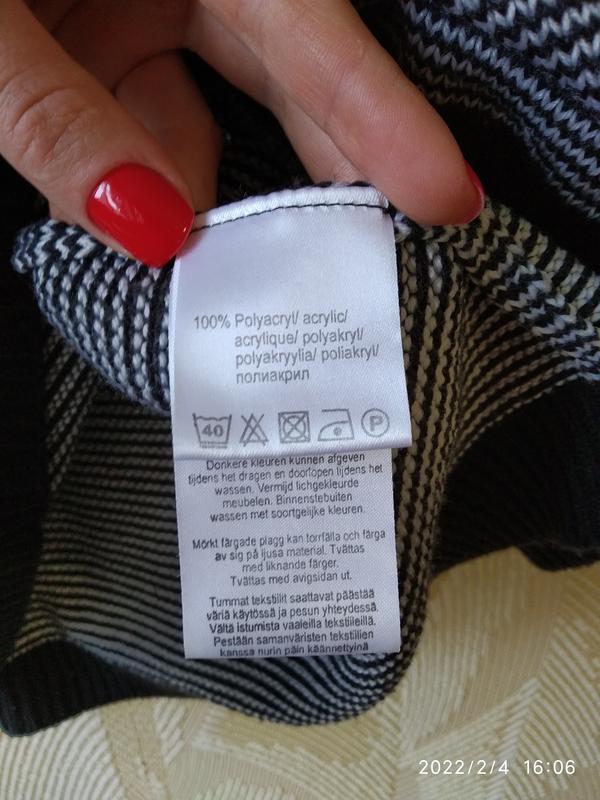 100% Polyacryl/ acrylic/
acrylique/ polyakryl/
polyakryylia/ poliakryl/
полиакрил
40
P
Donkere kleuren kunnen afgeven
tijdens het dragen en doorlopen tijdens het
wassen. Vermijd lichgekleurde
meubelen. Binnenstebuiten
wassen met soortgelijke kleuren.
Mörkt färgade plagg kan torrfälla och färga
av sig på ljusa material. Tvättas
med liknande färger.
Tvättas med avigsidan ut.
Tummat tekstiilit saattavat päästää
väriä käytössä ja pesun yhteydessä.
Vältä istumista vaaleilla tekstiileillä.
Pestään samanväristen tekstiilien
kanssa nurin päin käännettyinä
2022/2/4 16:06